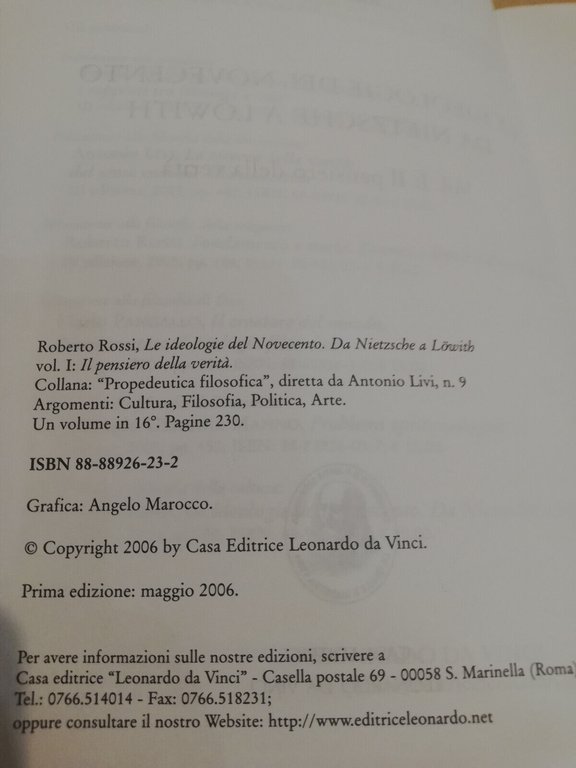 Roberto Rossi, Le ideologie del Novecento. Da Nietzsche a Löwith
vol. I: Il pensiero della verità.
Collana: “Propedeutica filosofica”, diretta da Antonio Livi, n. 9
Argomenti: Cultura, Filosofia, Politica, Arte.
Un volume in 16°. Pagine 230.
ISBN 88-88926-23-2
Grafica: Angelo Marocco.
© Copyright 2006 by Casa Editrice Leonardo da Vinci.
Prima edizione: maggio 2006.
Per avere informazioni sulle nostre edizioni, scrivere a
Casa editrice “Leonardo da Vinci” - Casella postale 69 - 00058 S. Marinella (Roma)
Tel.: 0766.514014 - Fax: 0766.518231;
oppure consultare il nostro Website: http://www.editriceleonardo.net